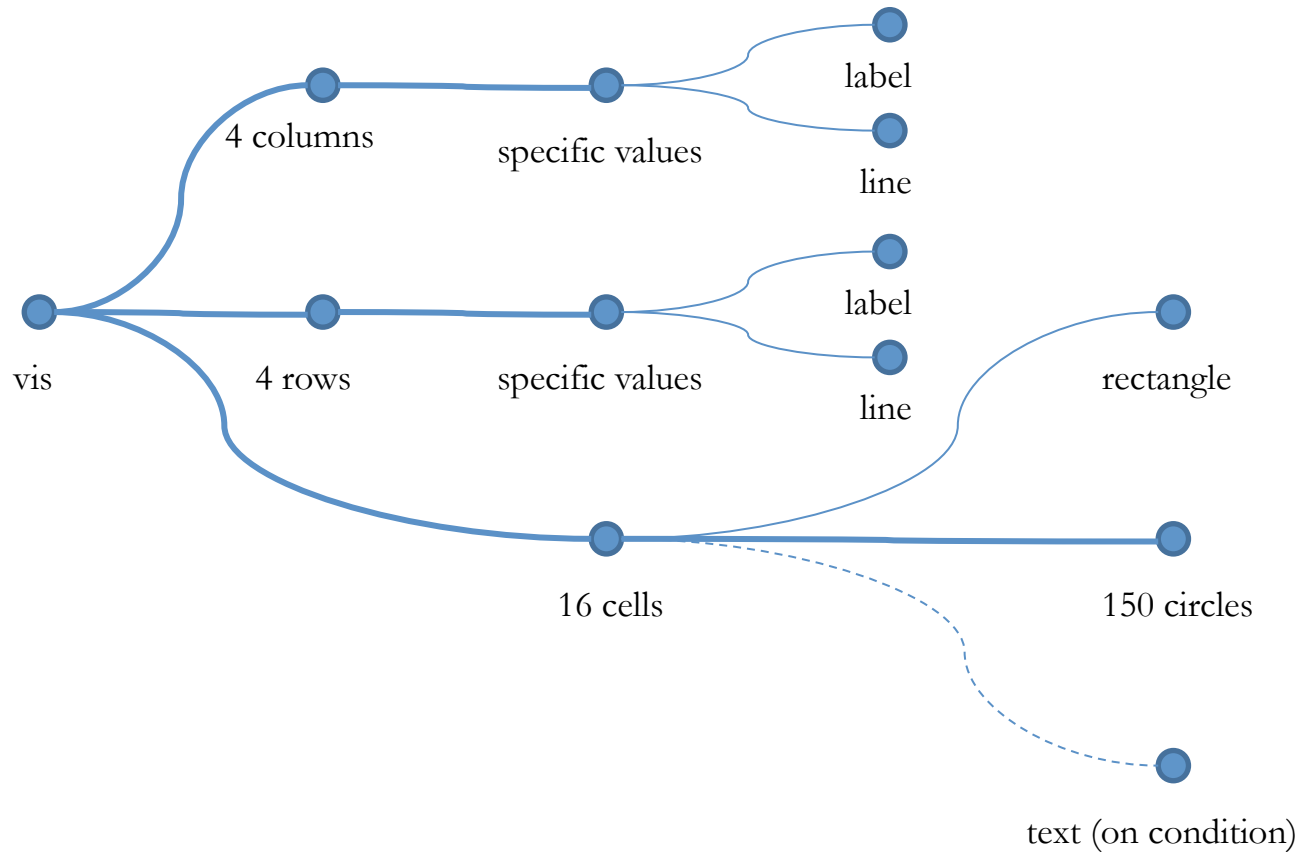 label
4 columns
specific values
line
label
vis
4 rows
specific values
rectangle
line
16 cells
150 circles
text (on condition)